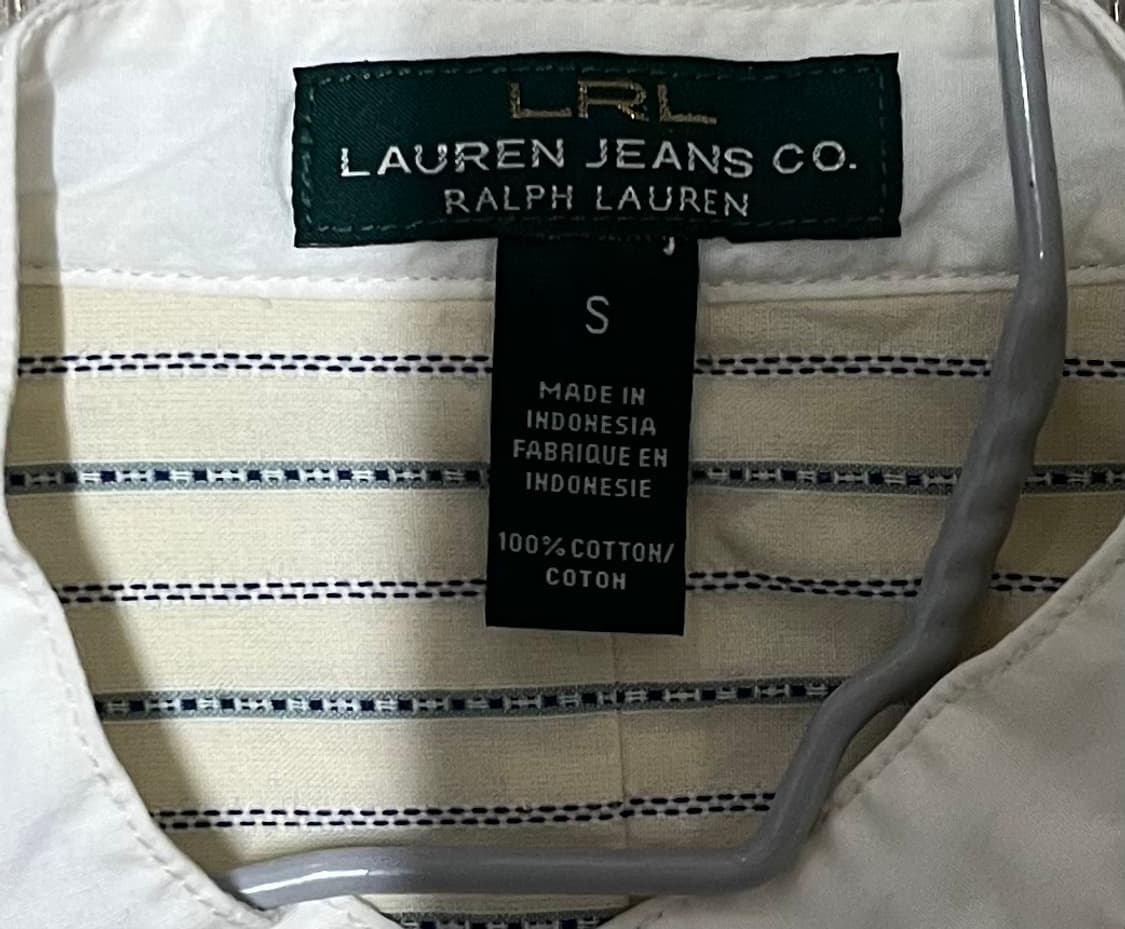 LRL
LAUREN JEANS CO.
RALPH LAUREN
S
MADE IN
INDONESIA
FABRIQUE EN
INDONESIE
100% COTTON/
COTON